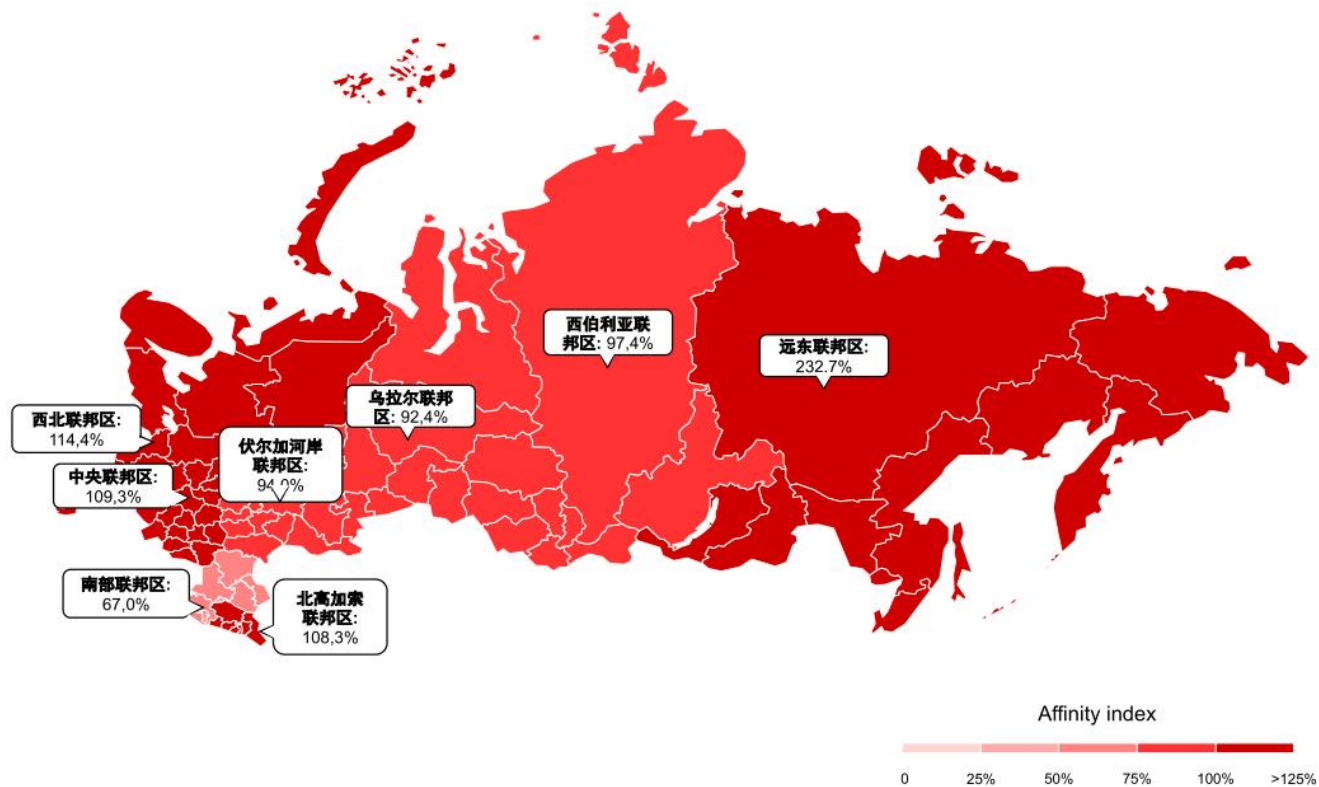 西伯利亚联
邦区: 97,4%
远东联邦区:
232.7%
乌拉尔联邦
区: 92,4%
西北联邦区:
114,4%
伏尔加河岸
联邦区:
94,0%
中央联邦区:
109,3%
南部联邦区:
67,0%
北高加索
联邦区:
108,3%
Affinity index
0 25% 50% 75% 100% >125%